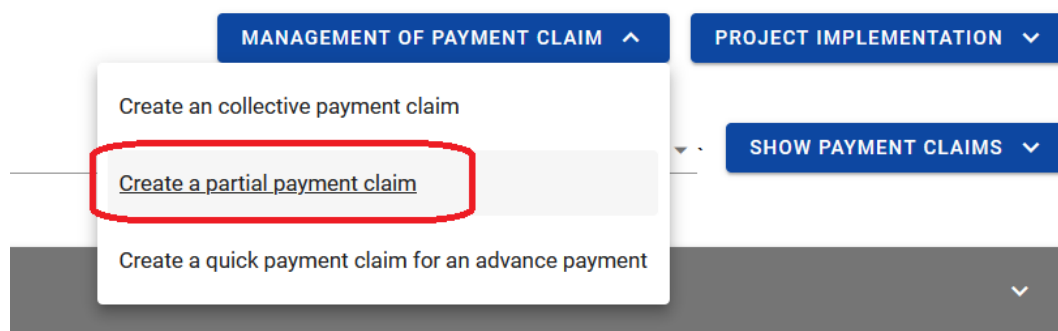 MANAGEMENT OF PAYMENT CLAIM
PROJECT IMPLEMENTATION
Create an collective payment claim
SHOW PAYMENT CLAIMS
Create a partial payment claim
Create a quick payment claim for an advance payment